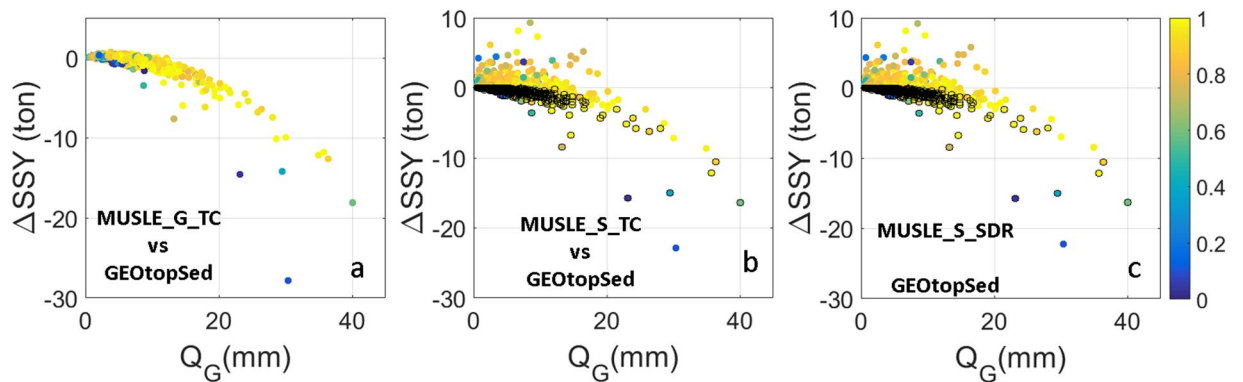 ΔSSY (ton)
0
-10
-20
-30
0
20
40
Q_G(mm)
MUSLE_G_TC
vs
GEOtopSed
a
ΔSSY (ton)
10
0
-10
-20
-30
0
20
40
Q_G(mm)
MUSLE_S_TC
vs
GEOtopSed
b
ΔSSY (ton)
10
0
-10
-20
-30
0
20
40
Q_G(mm)
MUSLE_S_SDR
GEOtopSed
c
1
0.8
0.6
0.4
0.2
0